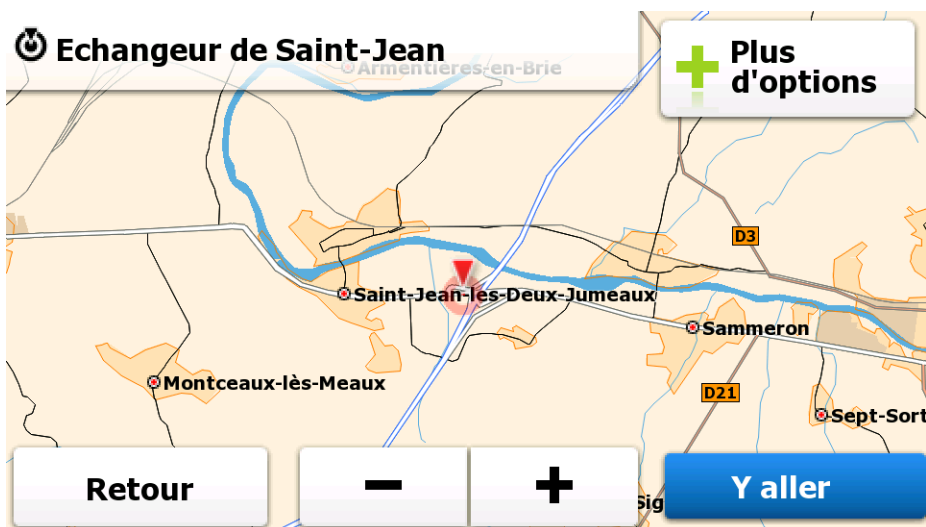 Echangeur de Saint-Jean
Plus
d'options
Armentières-en-Brie
D3
Saint-Jean-les-Deux-Jumeaux
Sammeron
Montceaux-lès-Meaux
D21
Sept-Sort
Retour
−
+
Sig
Y aller